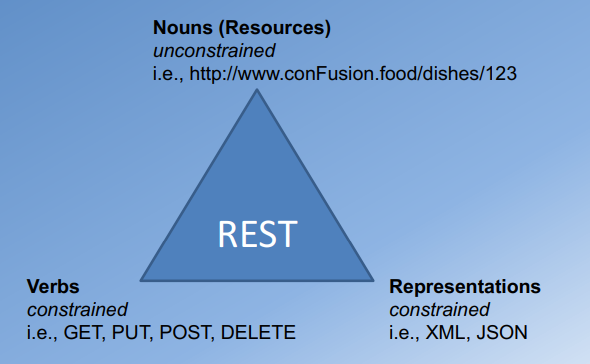 Nouns (Resources)
unconstrained
i.e., http://www.conFusion.food/dishes/123
REST
Verbs
constrained
i.e., GET, PUT, POST, DELETE
Representations
constrained
i.e., XML, JSON